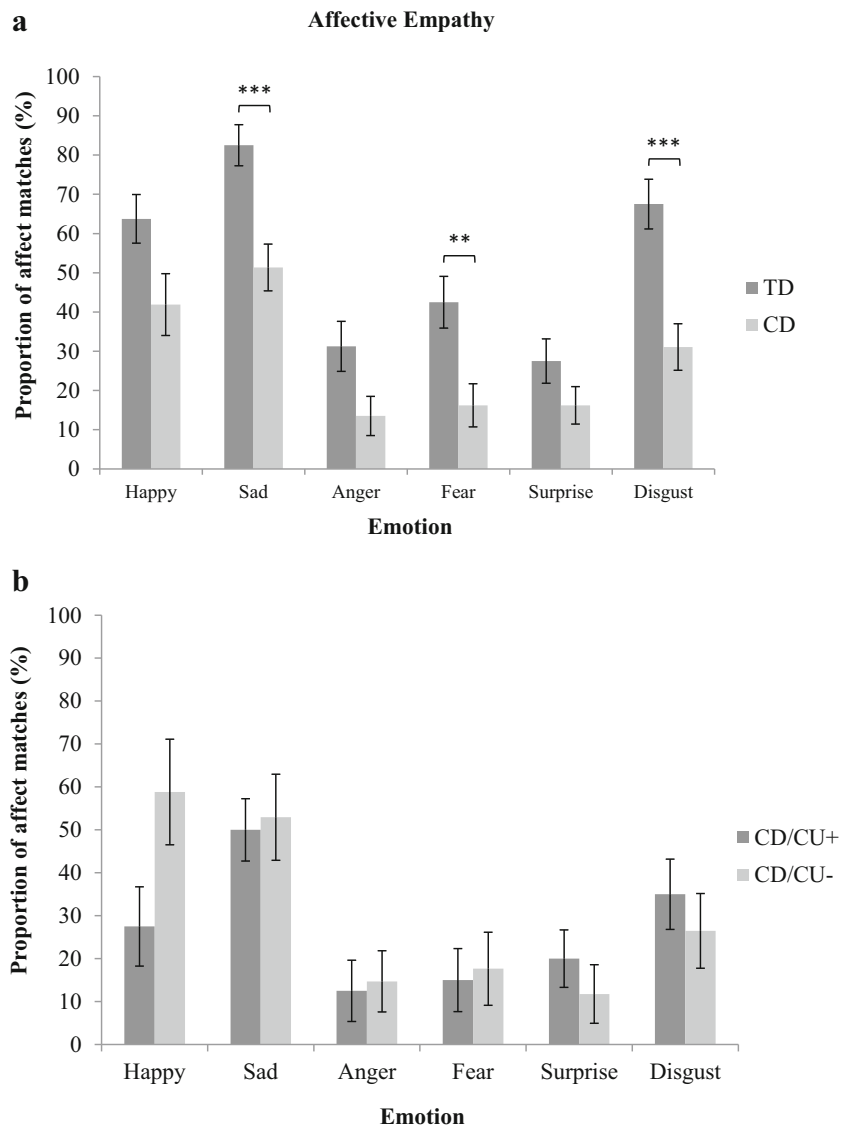 a
Affective Empathy
Proportion of affect matches (%)
100
90
80
70
60
50
40
30
20
10
0
***
**
***
TD
CD
Happy Sad Anger Fear Surprise Disgust
Emotion
b
Proportion of affect matches (%)
100
90
80
70
60
50
40
30
20
10
0
CD/CU+
CD/CU-
Happy Sad Anger Fear Surprise Disgust
Emotion